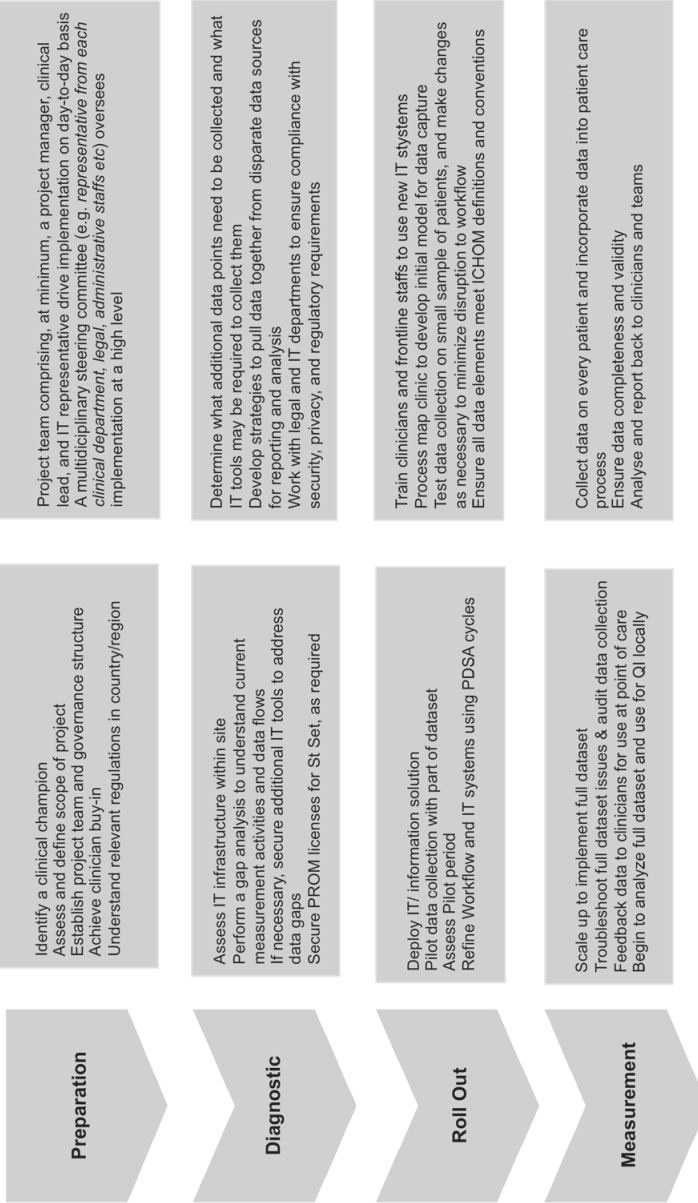 Preparation
Identify a clinical champion
Assess and define scope of project
Establish project team and governance structure
Achieve clinician buy-in
Understand relevant regulations in country/region
Project team comprising, at minimum, a project manager, clinical
lead, and IT representative drive implementation on day-to-day basis
A multidiciplinary steering committee (e.g. representative from each
clinical department, legal, administrative staffs etc) oversees
implementation at a high level
Diagnostic
Assess IT infrastructure within site
Perform a gap analysis to understand current
measurement activities and data flows
If necessary, secure additional IT tools to address
data gaps
Secure PROM licenses for St Set, as required
Determine what additional data points need to be collected and what
IT tools may be required to collect them
Develop strategies to pull data together from disparate data sources
for reporting and analysis
Work with legal and IT departments to ensure compliance with
security, privacy, and regulatory requirements
Roll Out
Deploy IT/ information solution
Pilot data collection with part of dataset
Assess Pilot period
Refine Workflow and IT systems using PDSA cycles
Train clinicians and frontline staffs to use new IT stystems
Process map clinic to develop initial model for data capture
Test data collection on small sample of patients, and make changes
as necessary to minimize disruption to workflow
Ensure all data elements meet ICHOM definitions and conventions
Measurement
Scale up to implement full dataset
Troubleshoot full dataset issues & audit data collection
Feedback data to clinicians for use at point of care
Begin to analyze full dataset and use for QI locally
Collect data on every patient and incorporate data into patient care
process
Ensure data completeness and validity
Analyse and report back to clinicians and teams